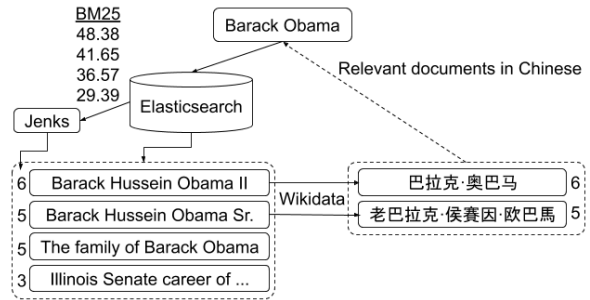 BM25
48.38
41.65
36.57
29.39
Barack Obama
Relevant documents in Chinese
Elasticsearch
Jenks
6 Barack Hussein Obama II
5 Barack Hussein Obama Sr.
5 The family of Barack Obama
3 Illinois Senate career of ...
Wikidata
巴拉克·奥巴马 6
老巴拉克·侯賽因·欧巴馬 5